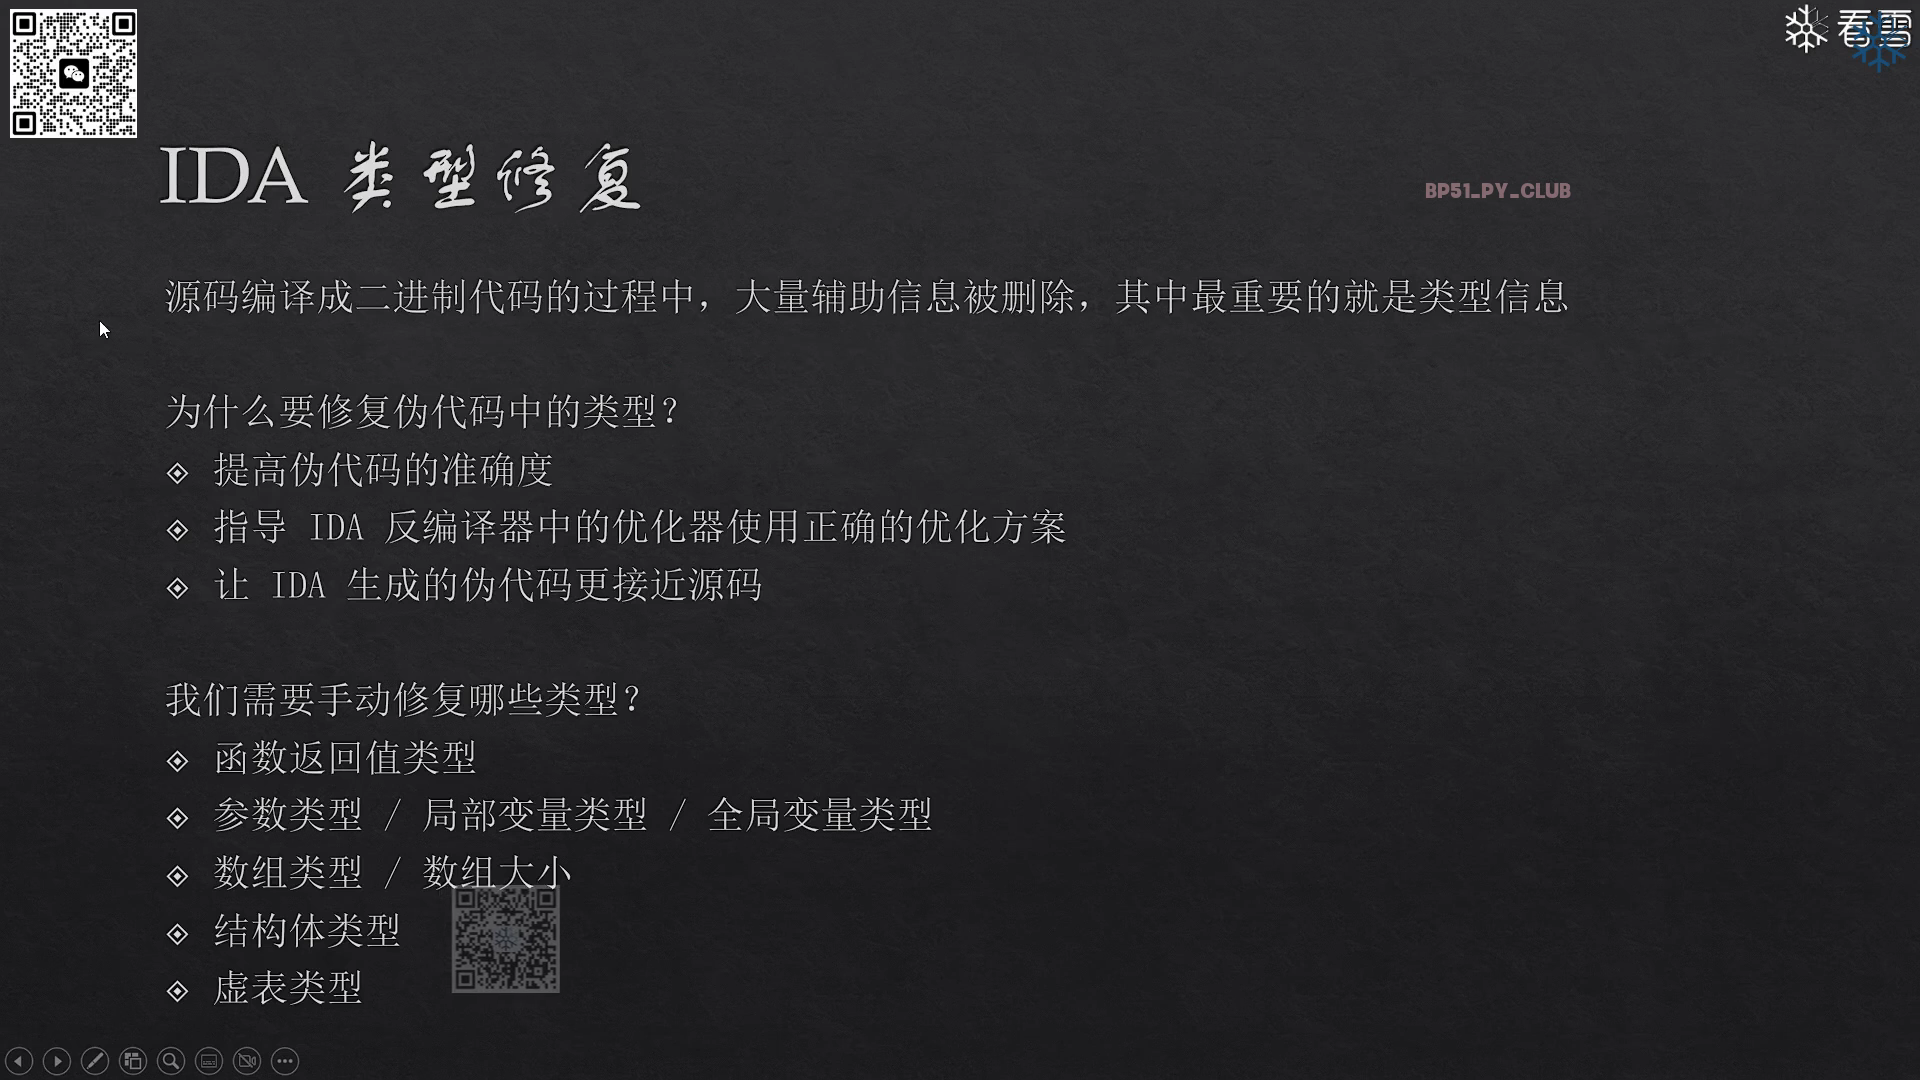 看雪
IDA 类型修复
BP51_PY_CLUB
源码编译成二进制代码的过程中，大量辅助信息被删除，其中最重要的就是类型信息
为什么要修复伪代码中的类型？
提高伪代码的准确度
指导 IDA 反编译器中的优化器使用正确的优化方案
让 IDA 生成的伪代码更接近源码
我们需要手动修复哪些类型？
函数返回值类型
参数类型 / 局部变量类型 / 全局变量类型
数组类型 / 数组大小
结构体类型
虚表类型